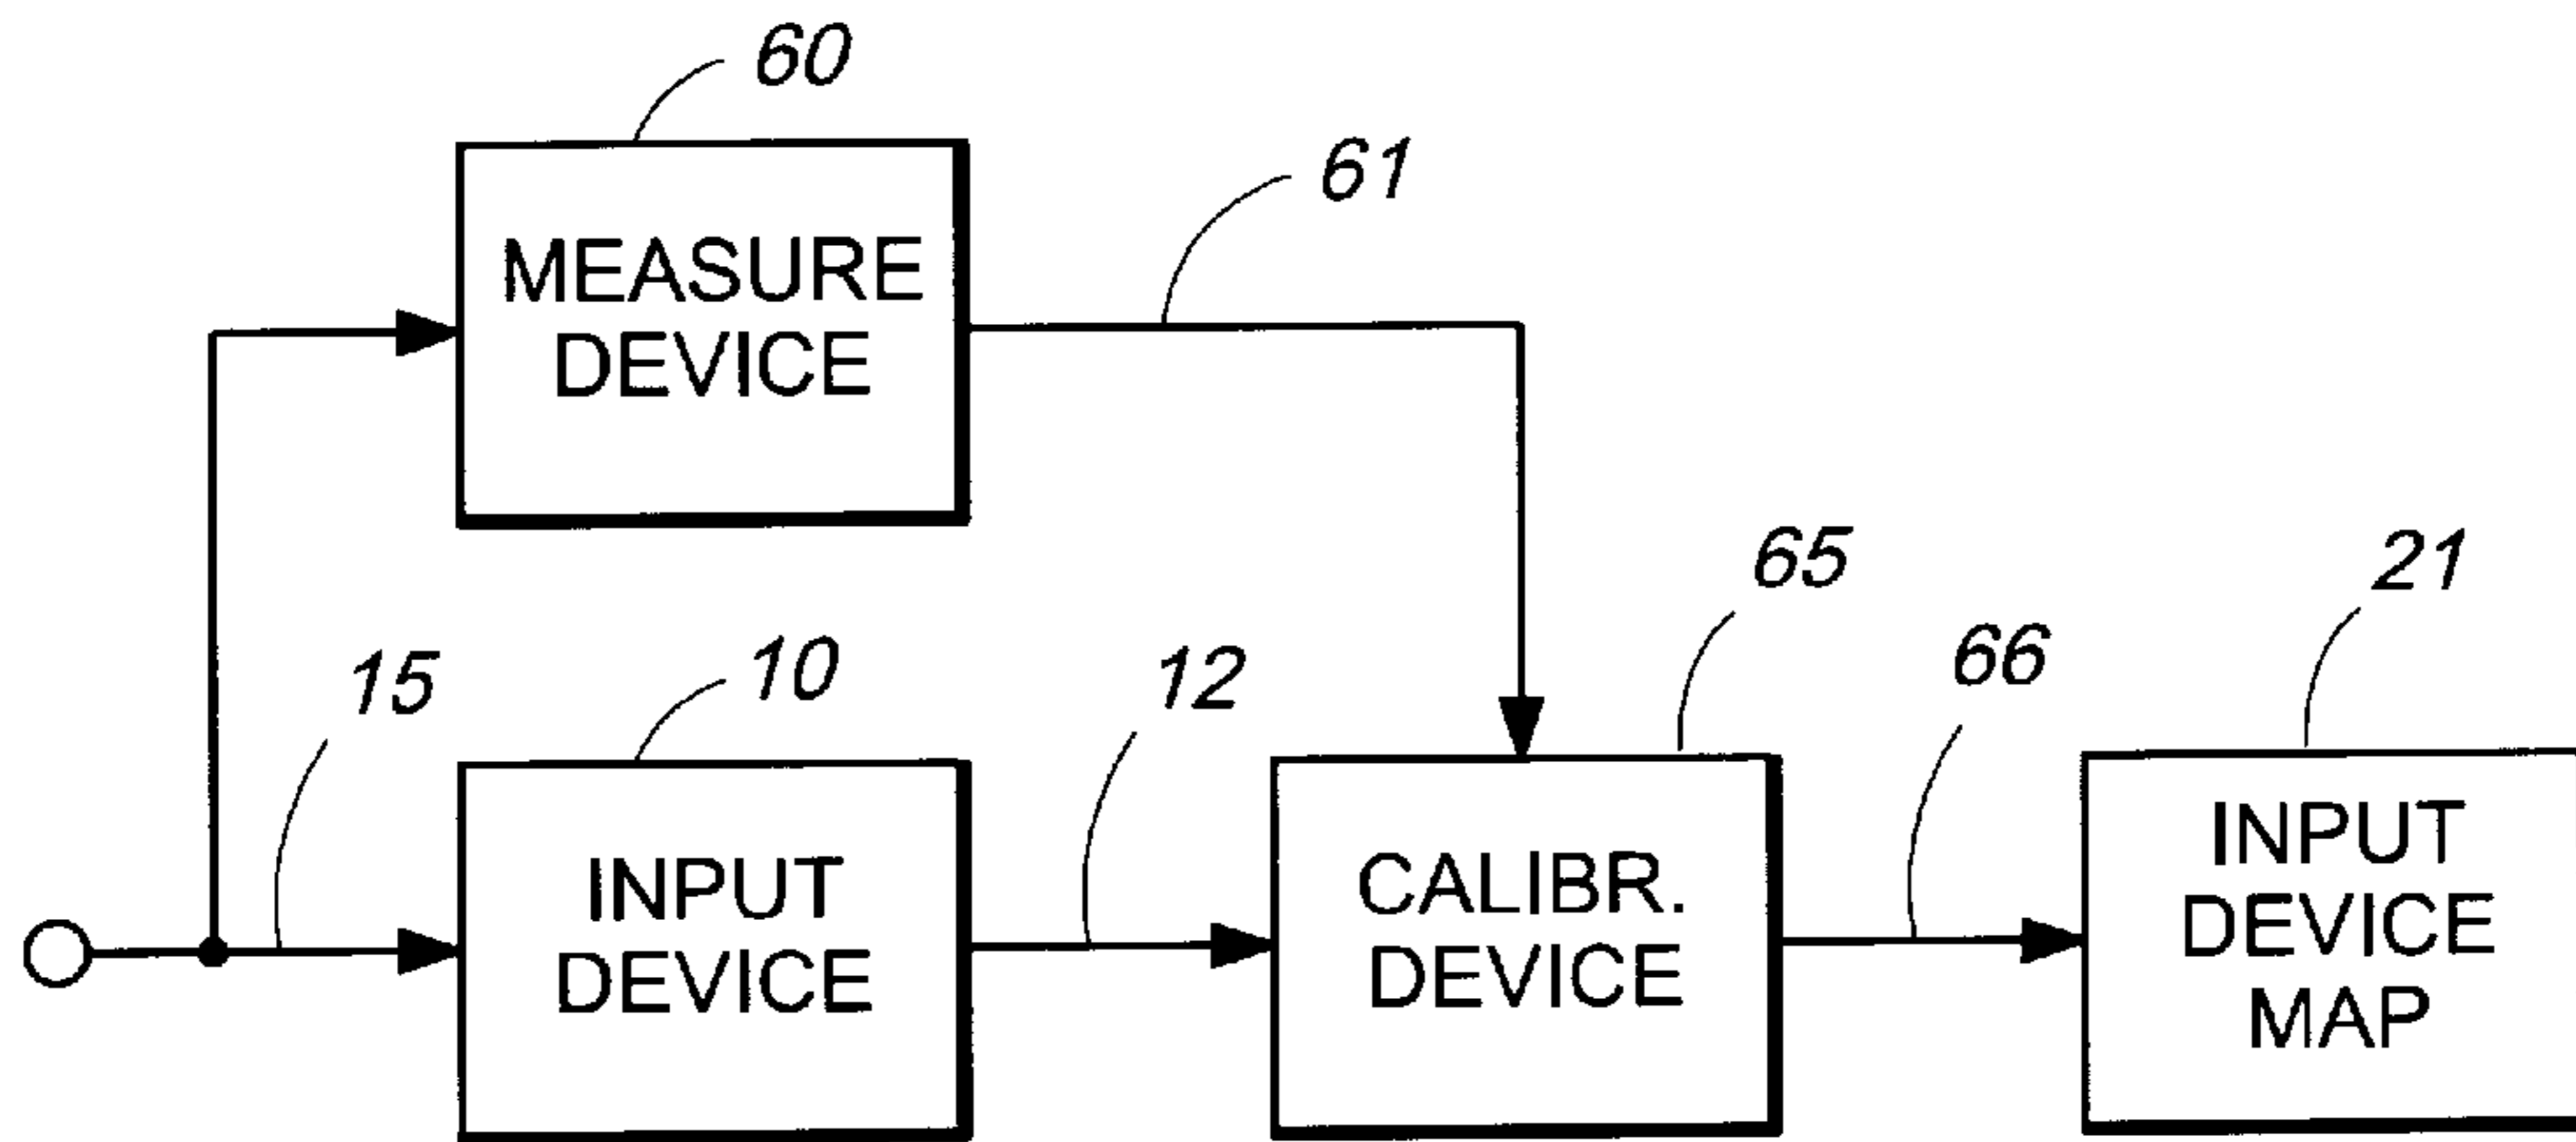 60
MEASURE
DEVICE
61
15
10
INPUT
DEVICE
12
65
CALIBR.
DEVICE
66
21
INPUT
DEVICE
MAP